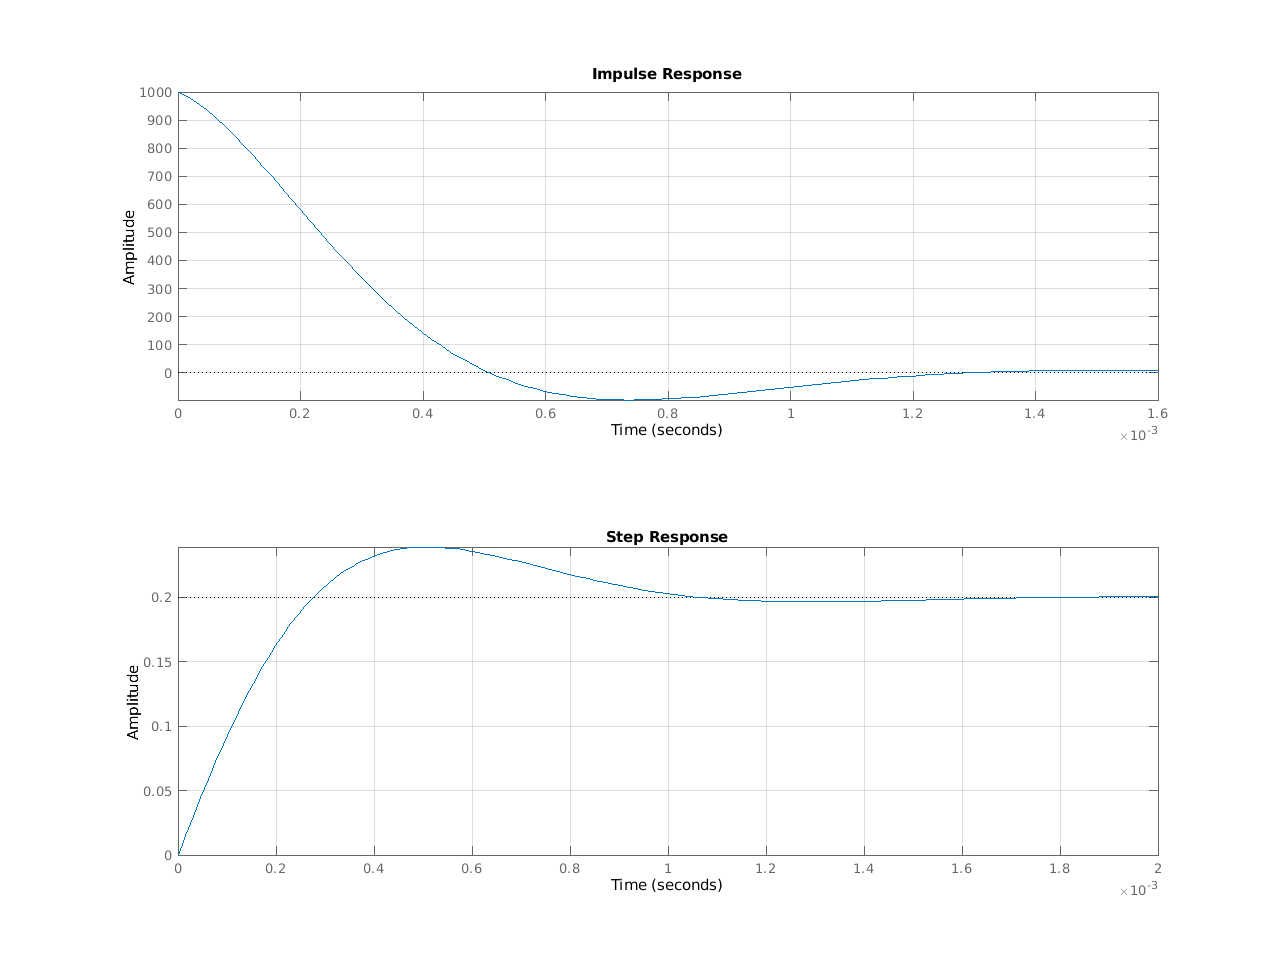 Impulse Response
1000
900
800
700
600
500
400
300
200
100
0
Amplitude
0 0.2 0.4 0.6 0.8 1 1.2 1.4 1.6
Time (seconds)
×10-3
Step Response
0.2
0.15
0.1
0.05
0
Amplitude
0 0.2 0.4 0.6 0.8 1 1.2 1.4 1.6 1.8 2
Time (seconds)
×10-3